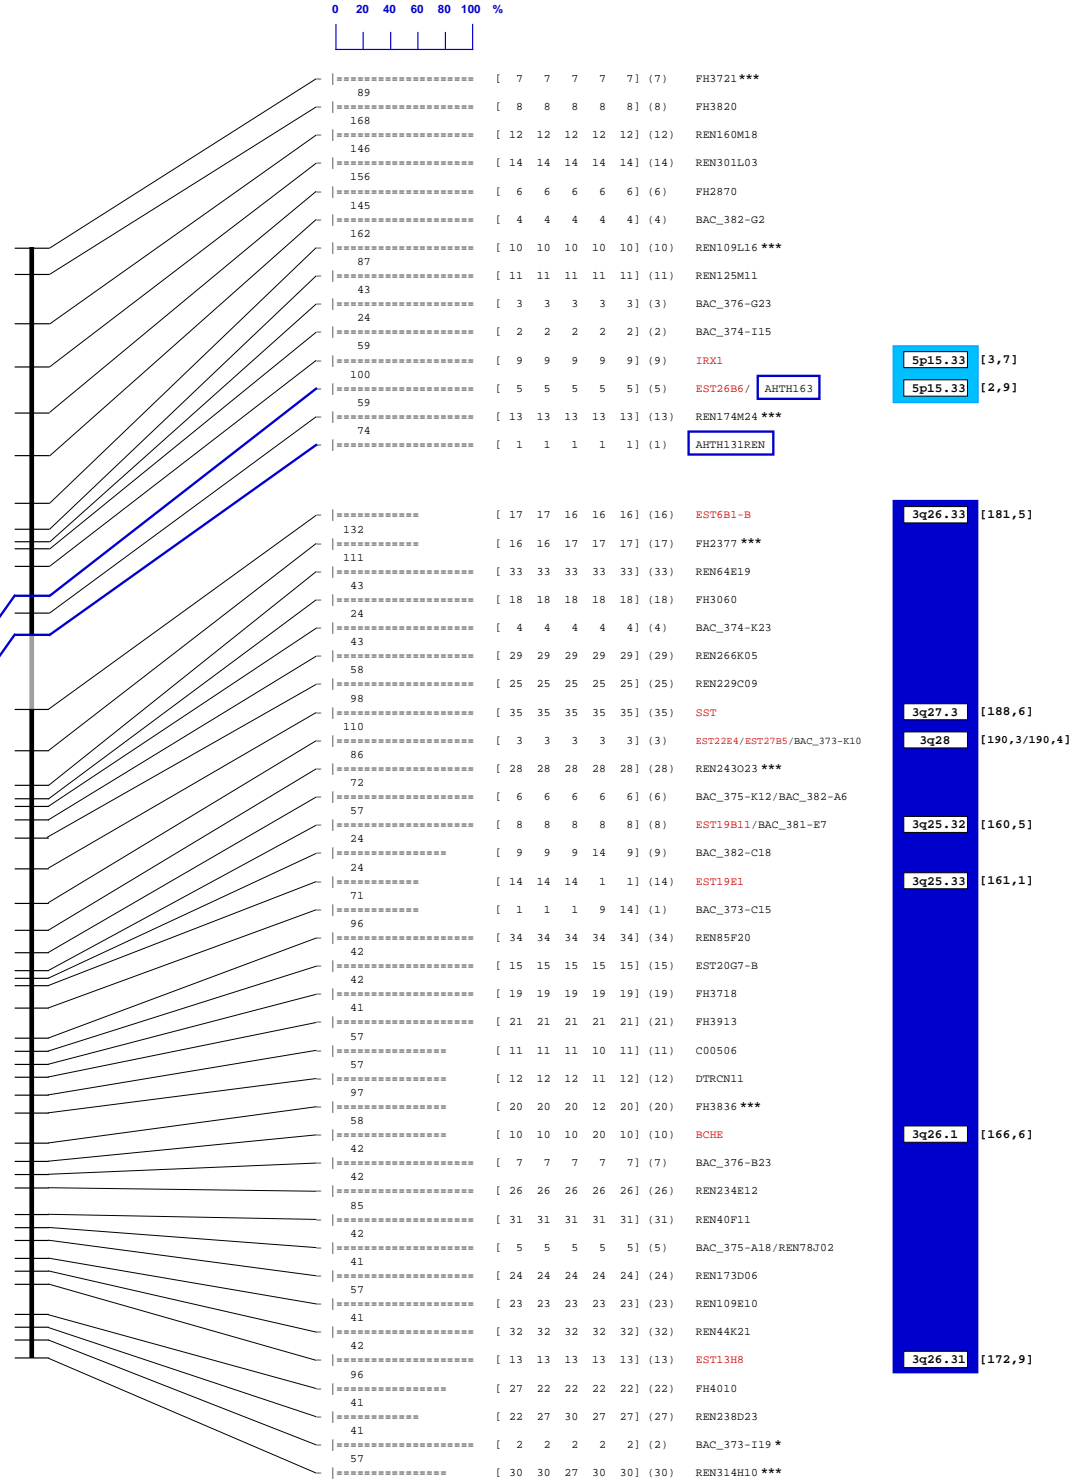 0 20 40 60 80 100 %
|==================== [ 7 7 7 7 7] (7) FH3721 ***
89
|==================== [ 8 8 8 8 8] (8) FH3820
168
|==================== [ 12 12 12 12 12] (12) REN160M18
146
|==================== [ 14 14 14 14 14] (14) REN301L03
156
|==================== [ 6 6 6 6 6] (6) FH2870
145
|==================== [ 4 4 4 4 4] (4) BAC_382-G2
162
|==================== [ 10 10 10 10 10] (10) REN109L16 ***
87
|==================== [ 11 11 11 11 11] (11) REN125M11
43
|==================== [ 3 3 3 3 3] (3) BAC_376-G23
24
|==================== [ 2 2 2 2 2] (2) BAC_374-I15
59
|==================== [ 9 9 9 9 9] (9) IRX1 5p15.33 [3,7]
100
|==================== [ 5 5 5 5 5] (5) EST26B6/ AHTH163 5p15.33 [2,9]
59
|==================== [ 13 13 13 13 13] (13) REN174M24 ***
74
|==================== [ 1 1 1 1 1] (1) AHTH131REN
|============ [ 17 17 16 16 16] (16) EST6B1-B 3q26.33 [181,5]
132
|============ [ 16 16 17 17 17] (17) FH2377 ***
111
|==================== [ 33 33 33 33 33] (33) REN64E19
43
|==================== [ 18 18 18 18 18] (18) FH3060
24
|==================== [ 4 4 4 4 4] (4) BAC_374-K23
43
|==================== [ 29 29 29 29 29] (29) REN266K05
58
|==================== [ 25 25 25 25 25] (25) REN229C09
98
|==================== [ 35 35 35 35 35] (35) SST 3q27.3 [188,6]
110
|==================== [ 3 3 3 3 3] (3) EST22E4/EST27B5/BAC_373-K10 3q28 [190,3/190,4]
86
|==================== [ 28 28 28 28 28] (28) REN243O23 ***
72
|==================== [ 6 6 6 6 6] (6) BAC_375-K12/BAC_382-A6
57
|==================== [ 8 8 8 8 8] (8) EST19B11/BAC_381-E7 3q25.32 [160,5]
24
|================ [ 9 9 9 14 9] (9) BAC_382-C18
24
|============ [ 14 14 14 1 1] (14) EST19E1 3q25.33 [161,1]
71
|============ [ 1 1 1 9 14] (1) BAC_373-C15
96
|==================== [ 34 34 34 34 34] (34) REN85F20
42
|==================== [ 15 15 15 15 15] (15) EST20G7-B
42
|==================== [ 19 19 19 19 19] (19) FH3718
41
|==================== [ 21 21 21 21 21] (21) FH3913
57
|================ [ 11 11 11 10 11] (11) C00506
57
|================ [ 12 12 12 11 12] (12) DTRCN11
97
|================ [ 20 20 20 12 20] (20) FH3836 ***
58
|================ [ 10 10 10 20 10] (10) BCHE 3q26.1 [166,6]
42
|==================== [ 7 7 7 7 7] (7) BAC_376-B23
42
|==================== [ 26 26 26 26 26] (26) REN234E12
85
|==================== [ 31 31 31 31 31] (31) REN40F11
42
|==================== [ 5 5 5 5 5] (5) BAC_375-A18/REN78J02
41
|==================== [ 24 24 24 24 24] (24) REN173D06
57
|==================== [ 23 23 23 23 23] (23) REN109E10
41
|==================== [ 32 32 32 32 32] (32) REN44K21
42
|==================== [ 13 13 13 13 13] (13) EST13H8 3q26.31 [172,9]
96
|================ [ 27 22 22 22 22] (22) FH4010
41
|============ [ 22 27 30 27 27] (27) REN238D23
41
|==================== [ 2 2 2 2 2] (2) BAC_373-I19 *
57
|================ [ 30 30 27 30 30] (30) REN314H10 ***